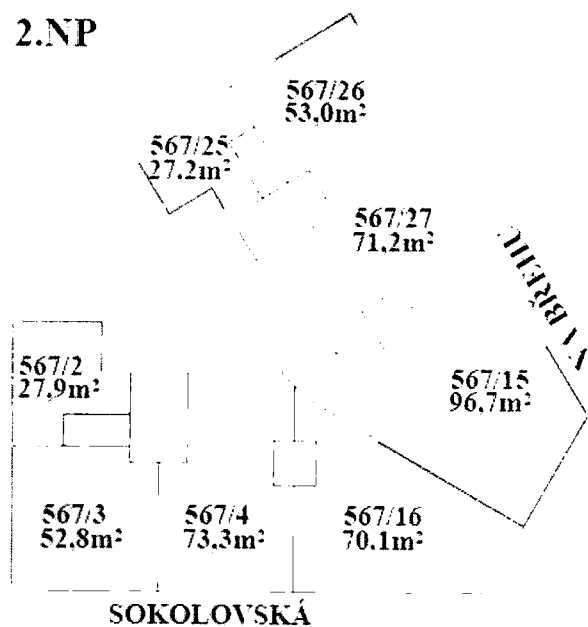 2.NP
567/26
53,0m²
567/25
27,2m²
567/27
71,2m²
BŘEHU
567/2
27,9m²
567/15
96,7m²
567/3
52,8m²
567/4
73,3m²
567/16
70,1m²
SOKOLOVSKÁ